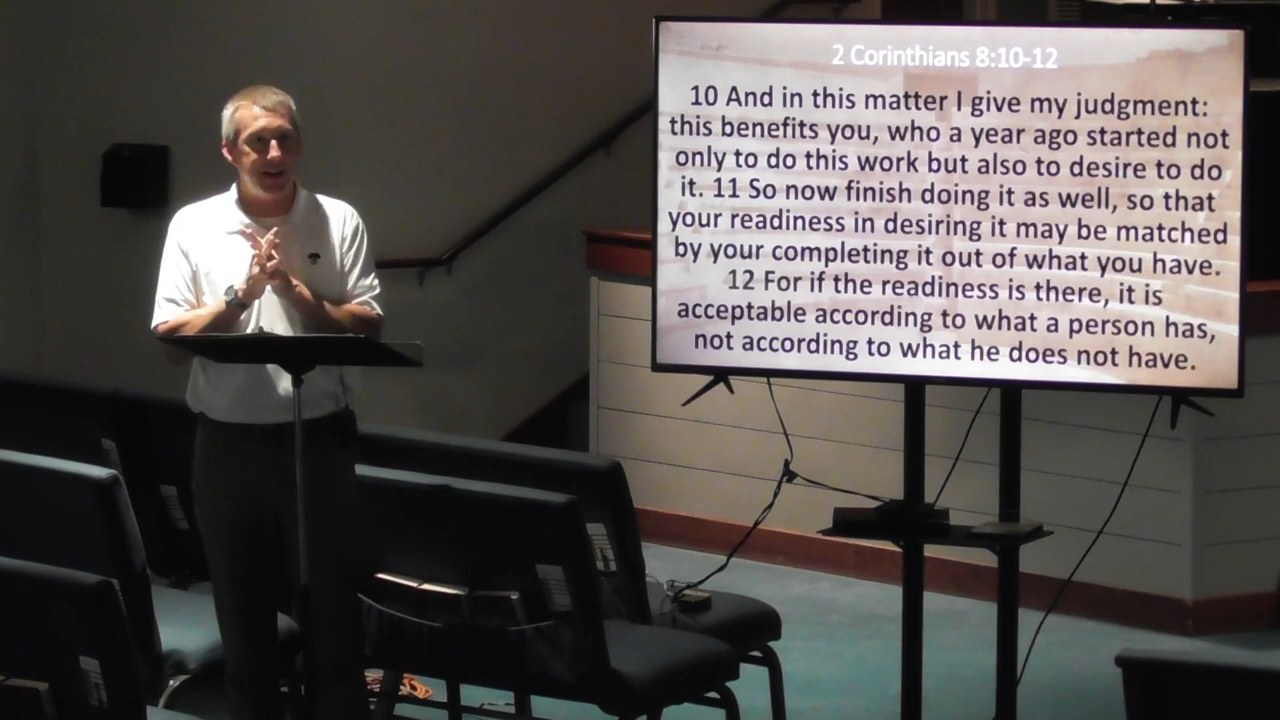 2 Corinthians 8:10-12
10 And in this matter I give my judgment:
this benefits you, who a year ago started not
only to do this work but also to desire to do
it. 11 So now finish doing it as well, so that
your readiness in desiring it may be matched
by your completing it out of what you have.
12 For if the readiness is there, it is
acceptable according to what a person has,
not according to what he does not have.